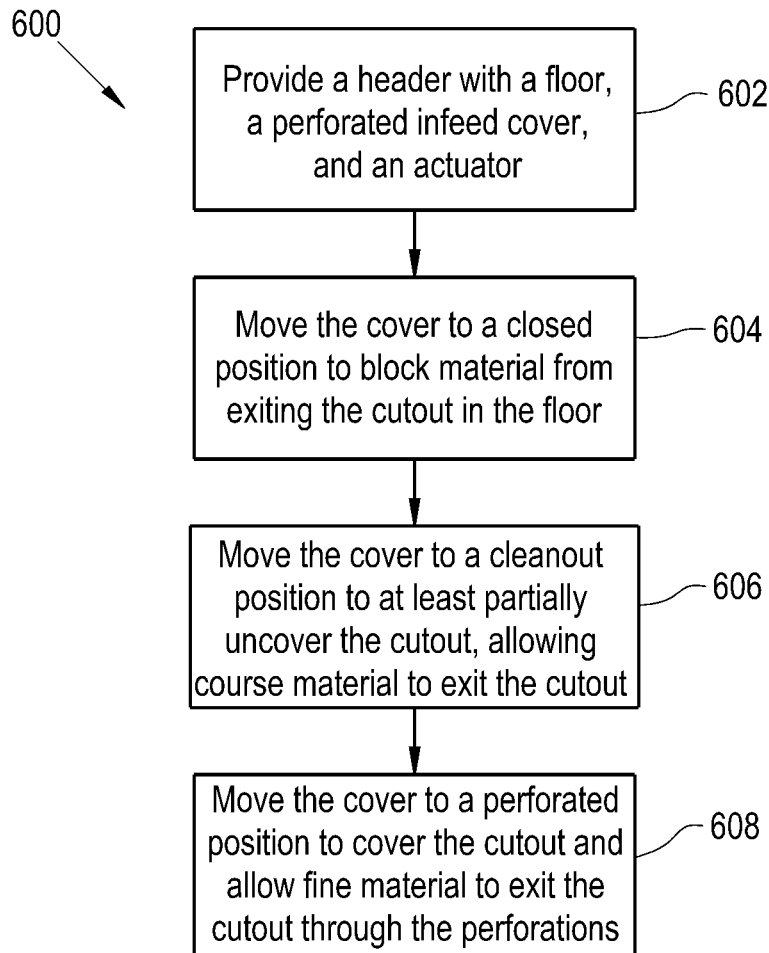 600
Provide a header with a floor,
a perforated infeed cover,
and an actuator
602
Move the cover to a closed
position to block material from
exiting the cutout in the floor
604
Move the cover to a cleanout
position to at least partially
uncover the cutout, allowing
course material to exit the cutout
606
Move the cover to a perforated
position to cover the cutout and
allow fine material to exit the
cutout through the perforations
608